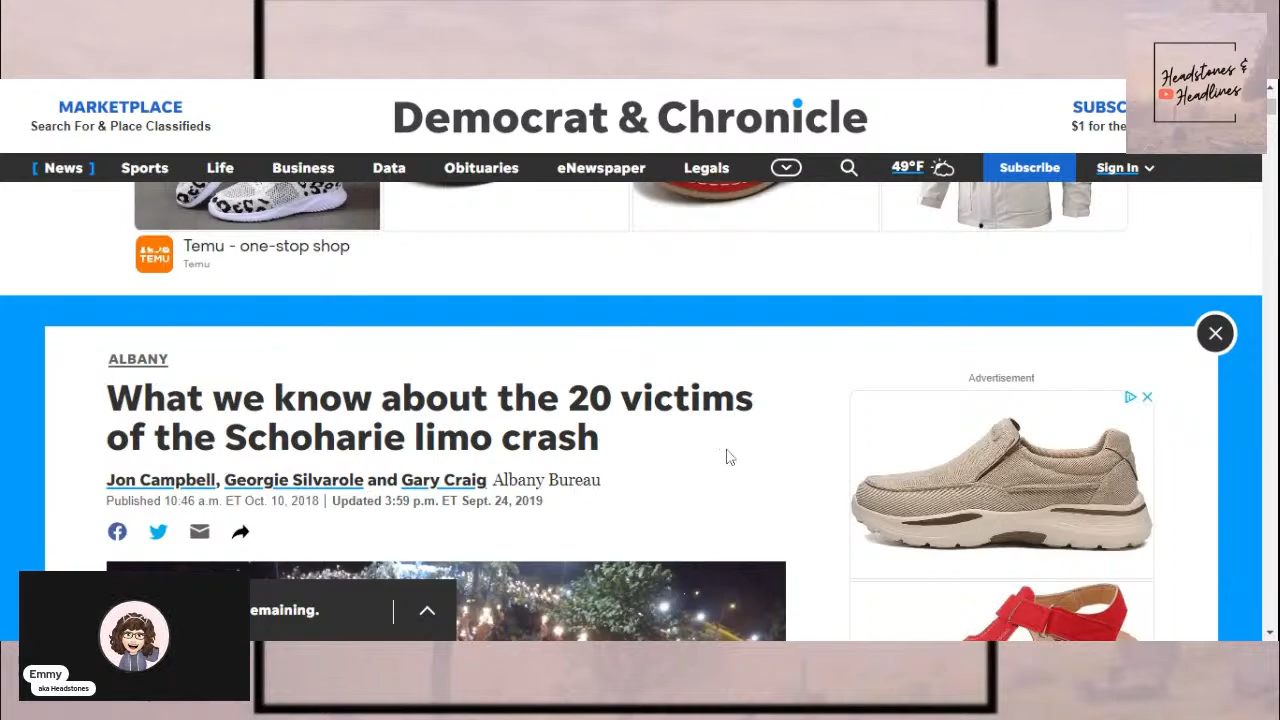 MARKETPLACE
Search For & Place Classifieds
Democrat & Chronicle
SUBSC
$1 for the
Headstones &
Headlines
[ News ] Sports Life Business Data Obituaries eNewspaper Legals 49°F Subscribe Sign In
TEMU
Temu - one-stop shop
Temu
ALBANY
What we know about the 20 victims
of the Schoharie limo crash
Jon Campbell, Georgie Silvarole and Gary Craig Albany Bureau
Published 10:46 a.m. ET Oct. 10, 2018 | Updated 3:59 p.m. ET Sept. 24, 2019
Advertisement
emaining.
Emmy
aka Headstones